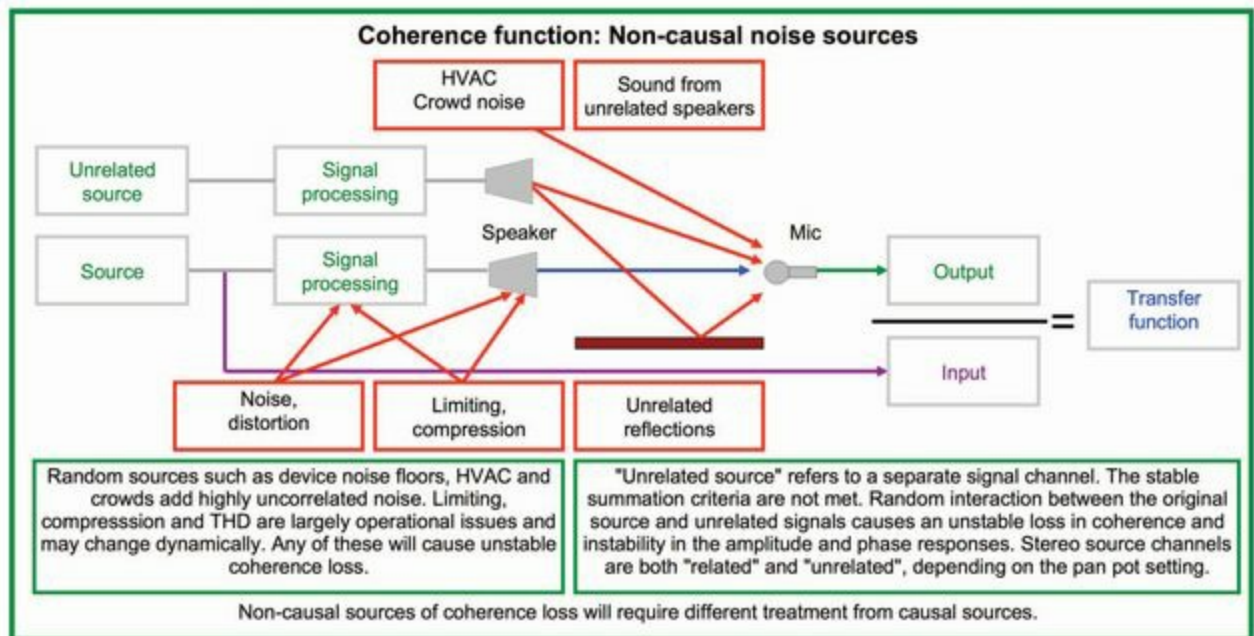 Coherence function: Non-causal noise sources
HVAC
Crowd noise
Sound from
unrelated speakers
Unrelated
source
Signal
processing
Speaker
Mic
Source
Signal
processing
Output
=
Transfer
function
Input
Noise,
distortion
Limiting,
compression
Unrelated
reflections
Random sources such as device noise floors, HVAC and
crowds add highly uncorrelated noise. Limiting,
compresssion and THD are largely operational issues and
may change dynamically. Any of these will cause unstable
coherence loss.
"Unrelated source" refers to a separate signal channel. The stable
summation criteria are not met. Random interaction between the original
source and unrelated signals causes an unstable loss in coherence and
instability in the amplitude and phase responses. Stereo source channels
are both "related" and "unrelated", depending on the pan pot setting.
Non-causal sources of coherence loss will require different treatment from causal sources.